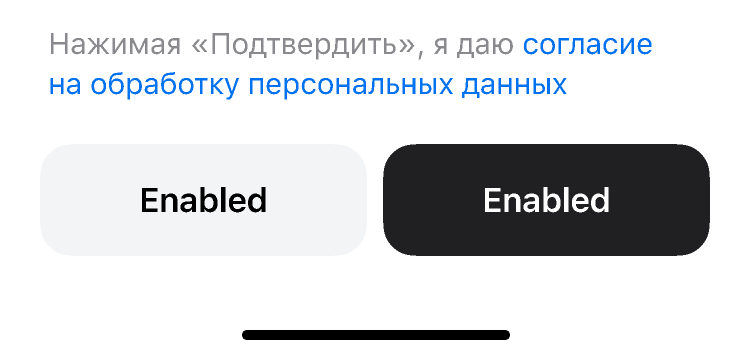 Нажимая «Подтвердить», я даю согласие
на обработку персональных данных
Enabled
Enabled